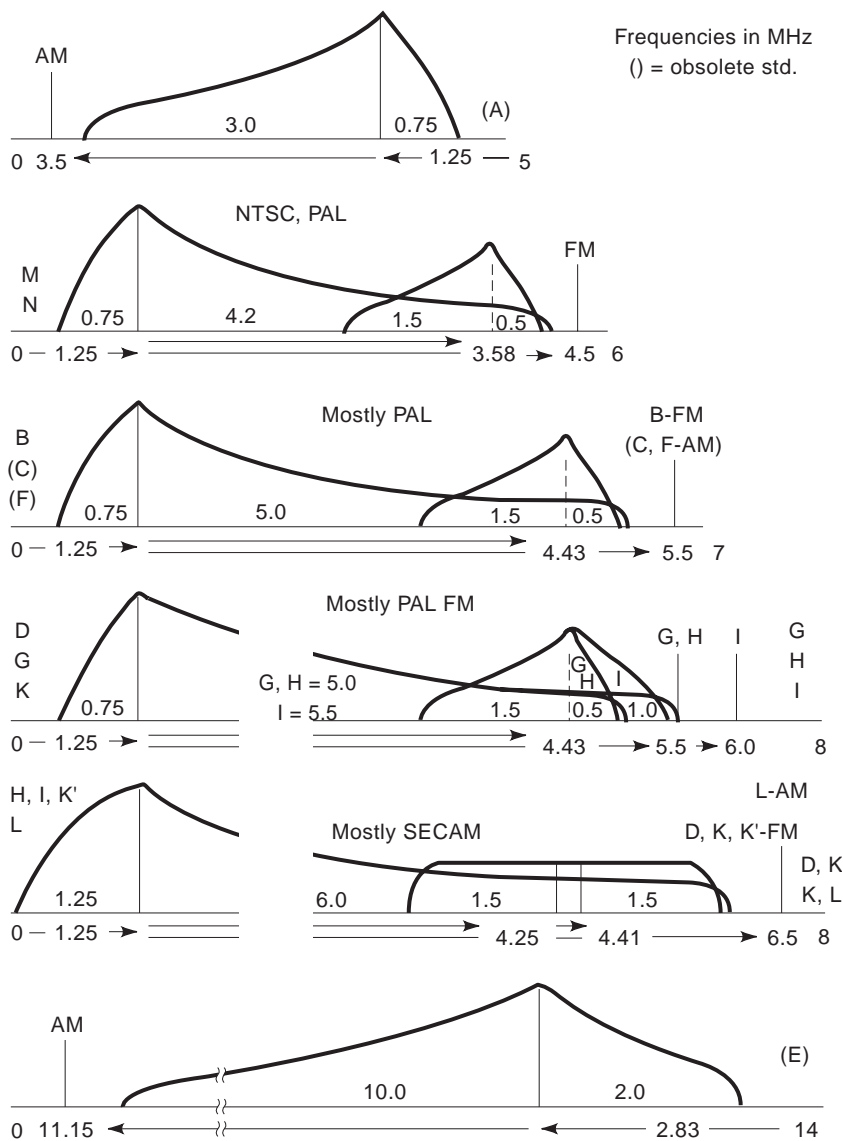 Frequencies in MHz
() = obsolete std.
AM
(A)
3.0 0.75
0 3.5 1.25 5
NTSC, PAL
FM
M
N
0.75 4.2 1.5 0.5
0 1.25 3.58 4.5 6
Mostly PAL
B-FM
(C, F-AM)
B
(C)
(F)
0.75 5.0 1.5 0.5
0 1.25 4.43 5.5 7
Mostly PAL FM
D
G
K
G, H I
G
H
I
G
H I
G, H = 5.0
I = 5.5
0.75 1.5 0.5 1.0
0 1.25 4.43 5.5 6.0 8
H, I, K'
L
L-AM
Mostly SECAM
D, K, K'-FM
D, K
K, L
1.25 6.0 1.5 1.5
0 1.25 4.25 4.41 6.5 8
AM
(E)
10.0 2.0
0 11.15 2.83 14